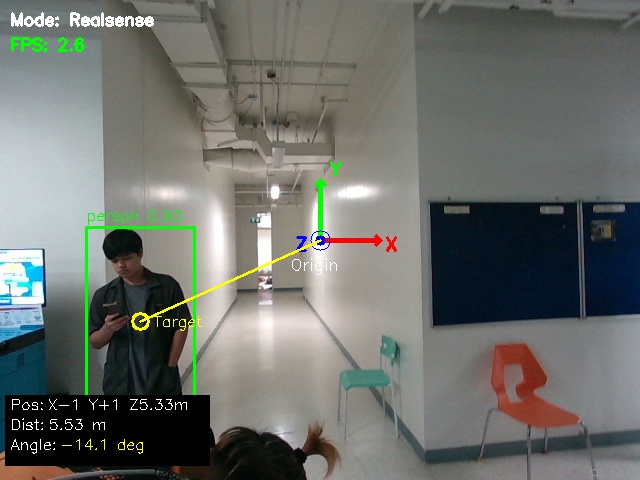 Mode: Realsense
FPS: 2.6
Y
person 0.93
Z
X
Origin
Target
Pos: X-1 Y+1 Z5.33m
Dist: 5.53 m
Angle: -14.1 deg